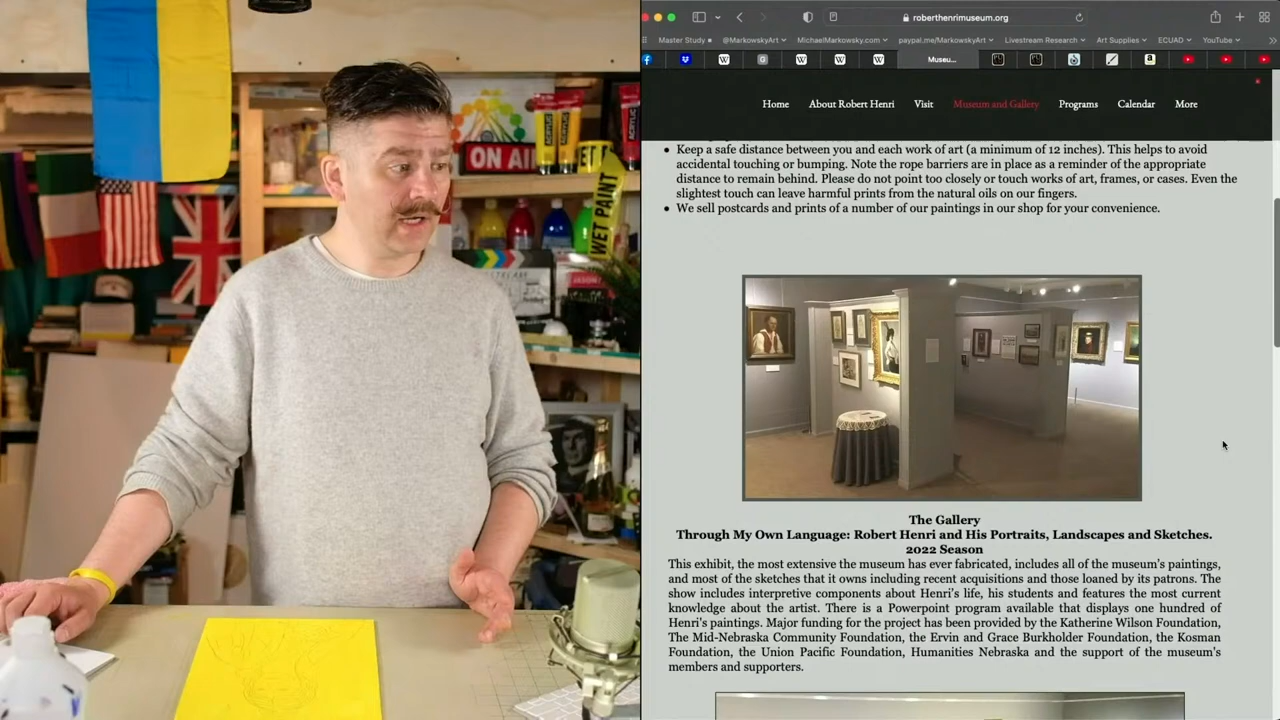 roberthenrimuseum.org
Master Study
@MarkowskyArt
MichaelMarkowsky.com
paypal.me/MarkowskyArt
Livestream Research
Art Supplies
ECUAD
YouTube
Museu...
Home
About Robert Henri
Visit
Museum and Gallery
Programs
Calendar
More
Keep a safe distance between you and each work of art (a minimum of 12 inches). This helps to avoid
accidental touching or bumping. Note the rope barriers are in place as a reminder of the appropriate
distance to remain behind. Please do not point too closely or touch works of art, frames, or cases. Even the
slightest touch can leave harmful prints from the natural oils on our fingers.
We sell postcards and prints of a number of our paintings in our shop for your convenience.
The Gallery
Through My Own Language: Robert Henri and His Portraits, Landscapes and Sketches.
2022 Season
This exhibit, the most extensive the museum has ever fabricated, includes all of the museum's paintings,
and most of the sketches that it owns including recent acquisitions and those loaned by its patrons. The
show includes interpretive components about Henri's life, his students and features the most current
knowledge about the artist. There is a Powerpoint program available that displays one hundred of
Henri's paintings. Major funding for the project has been provided by the Katherine Wilson Foundation,
The Mid-Nebraska Community Foundation, the Ervin and Grace Burkholder Foundation, the Kosman
Foundation, the Union Pacific Foundation, Humanities Nebraska and the support of the museum's
members and supporters.
ON AIR
WET PAINT